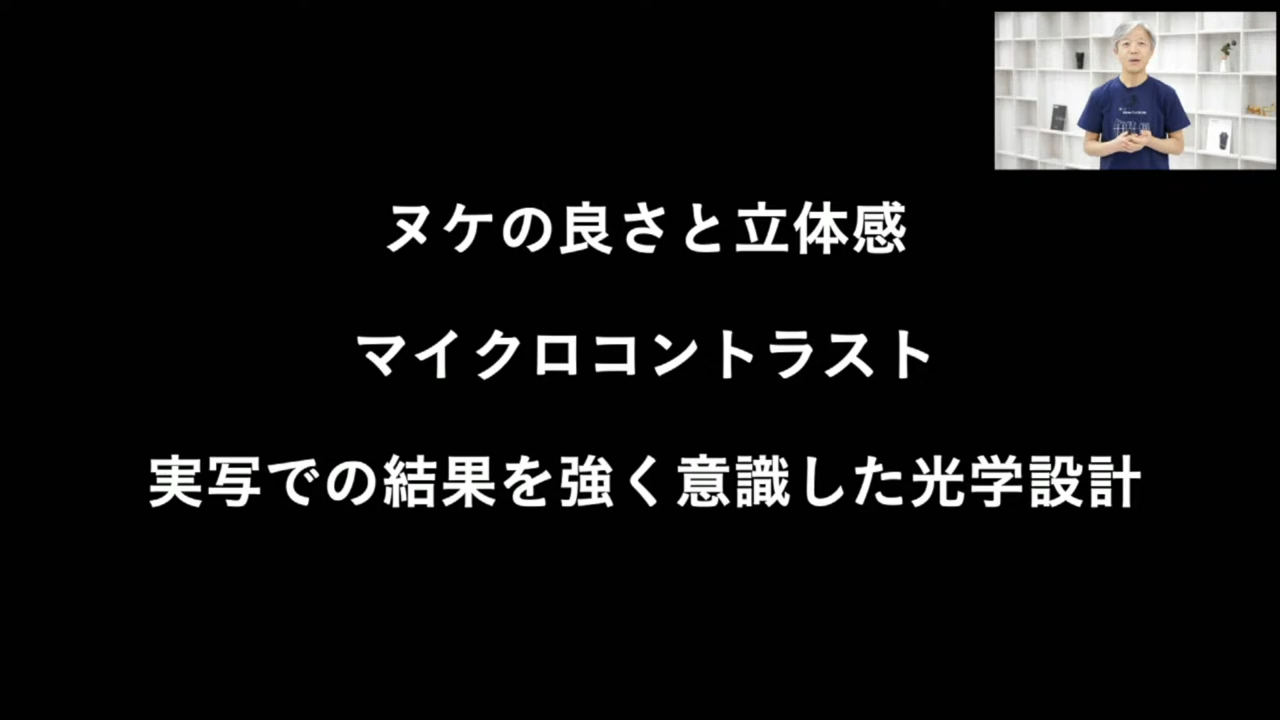 ヌケの良さと立体感
マイクロコントラスト
実写での結果を強く意識した光学設計